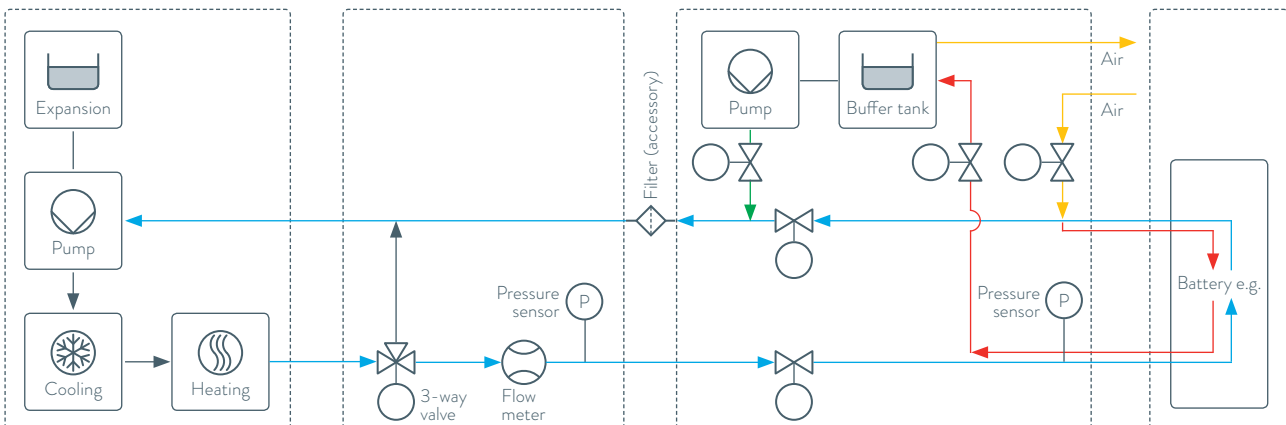 Expansion
Pump
Cooling
Heating
3-way
valve
Flow
meter
Pressure
sensor
P
Filter (accessory)
Pump
Buffer tank
Air
Air
Pressure
sensor
P
Battery e.g.